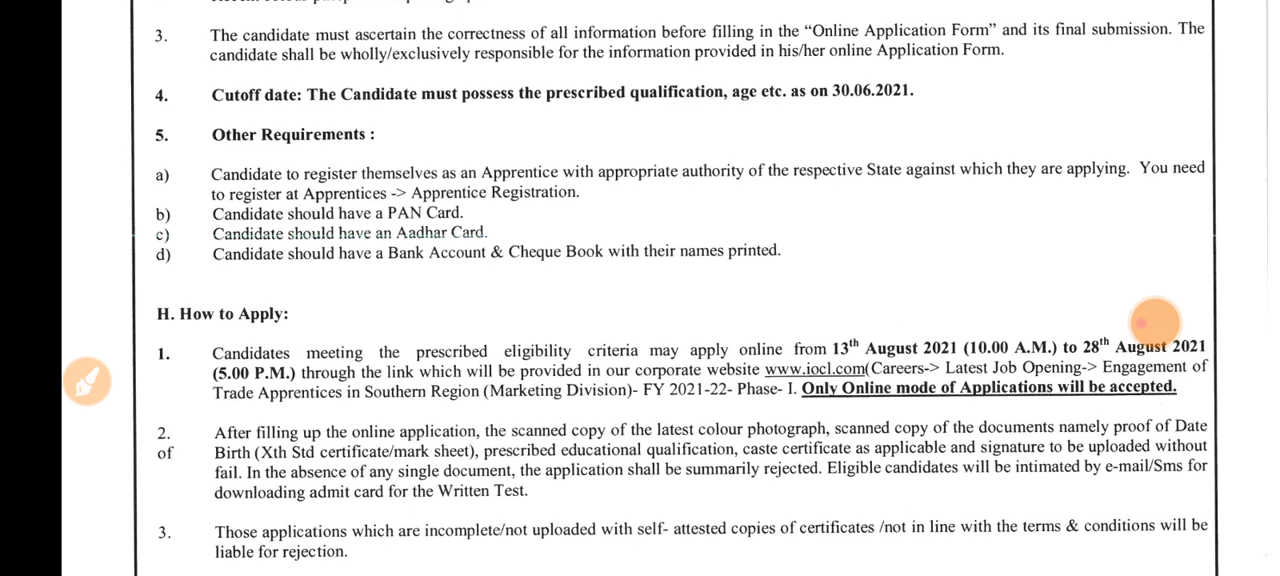 3. The candidate must ascertain the correctness of all information before filling in the “Online Application Form” and its final submission. The
candidate shall be wholly/exclusively responsible for the information provided in his/her online Application Form.
4. Cutoff date: The Candidate must possess the prescribed qualification, age etc. as on 30.06.2021.
5. Other Requirements :
a) Candidate to register themselves as an Apprentice with appropriate authority of the respective State against which they are applying. You need
to register at Apprentices -> Apprentice Registration.
b) Candidate should have a PAN Card.
c) Candidate should have an Aadhar Card.
d) Candidate should have a Bank Account & Cheque Book with their names printed.
H. How to Apply:
1. Candidates meeting the prescribed eligibility criteria may apply online from 13th August 2021 (10.00 A.M.) to 28th August 2021
(5.00 P.M.) through the link which will be provided in our corporate website www.iocl.com(Careers-> Latest Job Opening-> Engagement of
Trade Apprentices in Southern Region (Marketing Division)- FY 2021-22- Phase- I. Only Online mode of Applications will be accepted.
2. After filling up the online application, the scanned copy of the latest colour photograph, scanned copy of the documents namely proof of Date
of Birth (Xth Std certificate/mark sheet), prescribed educational qualification, caste certificate as applicable and signature to be uploaded without
fail. In the absence of any single document, the application shall be summarily rejected. Eligible candidates will be intimated by e-mail/Sms for
downloading admit card for the Written Test.
3. Those applications which are incomplete/not uploaded with self- attested copies of certificates /not in line with the terms & conditions will be
liable for rejection.